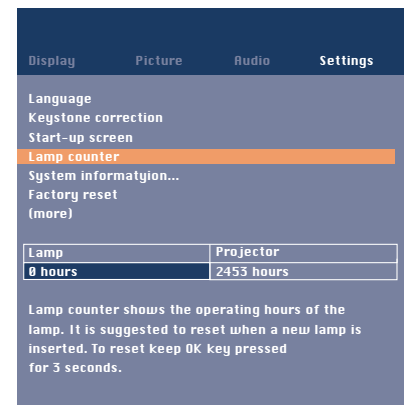 Display Picture Audio Settings
Language
Keystone correction
Start-up screen
Lamp counter
System informatyion...
Factory reset
(more)
Lamp Projector
0 hours 2453 hours
Lamp counter shows the operating hours of the
lamp. It is suggested to reset when a new lamp is
inserted. To reset keep OK key pressed
for 3 seconds.